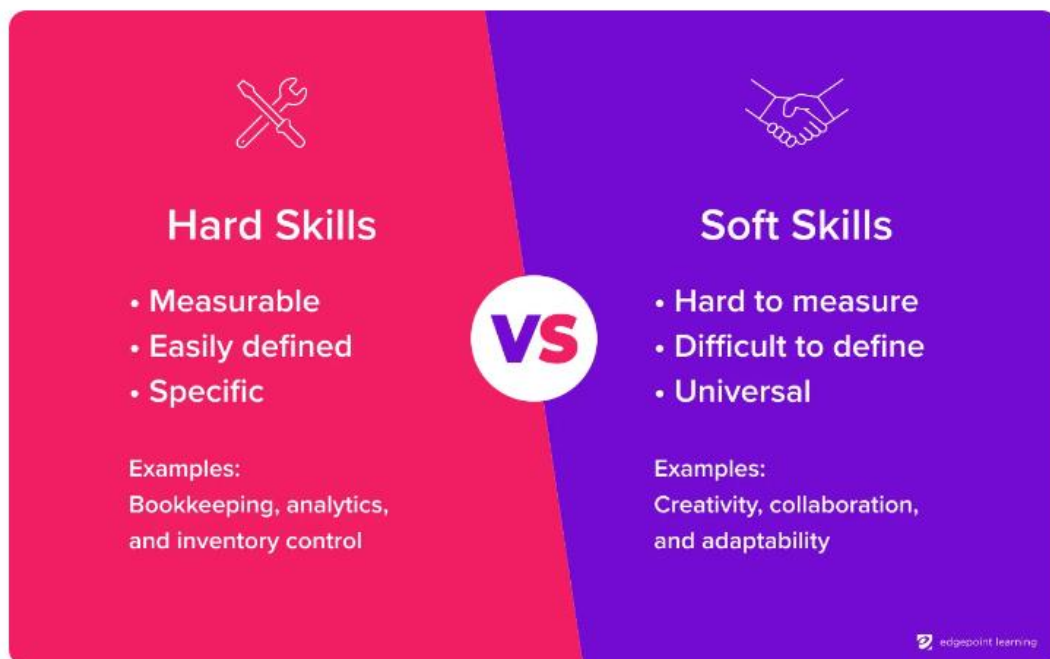 Hard Skills
• Measurable
• Easily defined
• Specific
Examples:
Bookkeeping, analytics,
and inventory control
VS
Soft Skills
• Hard to measure
• Difficult to define
• Universal
Examples:
Creativity, collaboration,
and adaptability
edgepoint learning